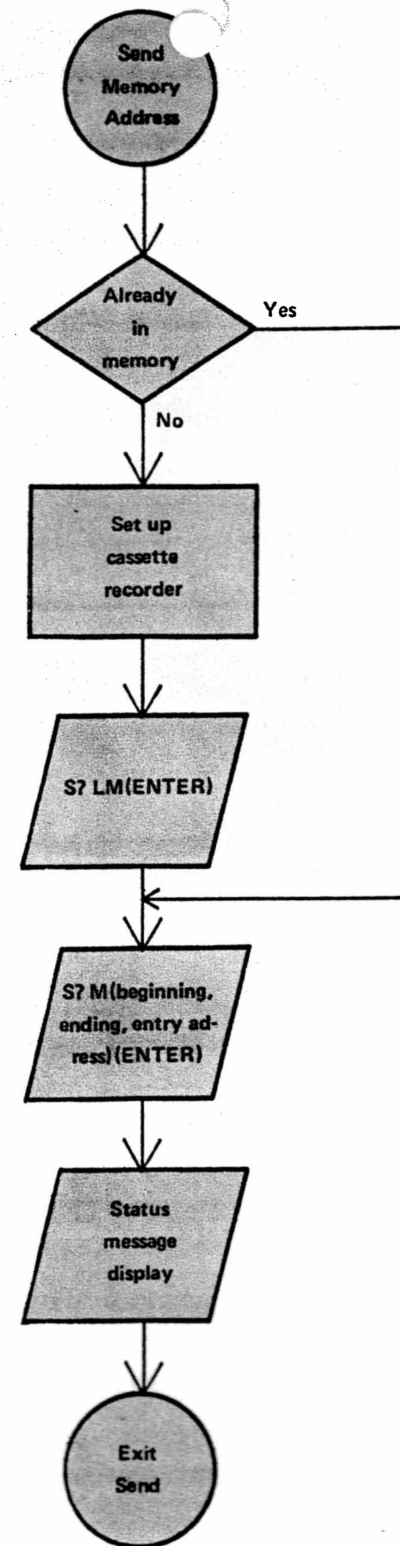 Send
Memory
Address
Already
in
memory
Yes
No
Set up
cassette
recorder
S? LM(ENTER)
S? M(beginning,
ending, entry ad-
ress)(ENTER)
Status
message
display
Exit
Send